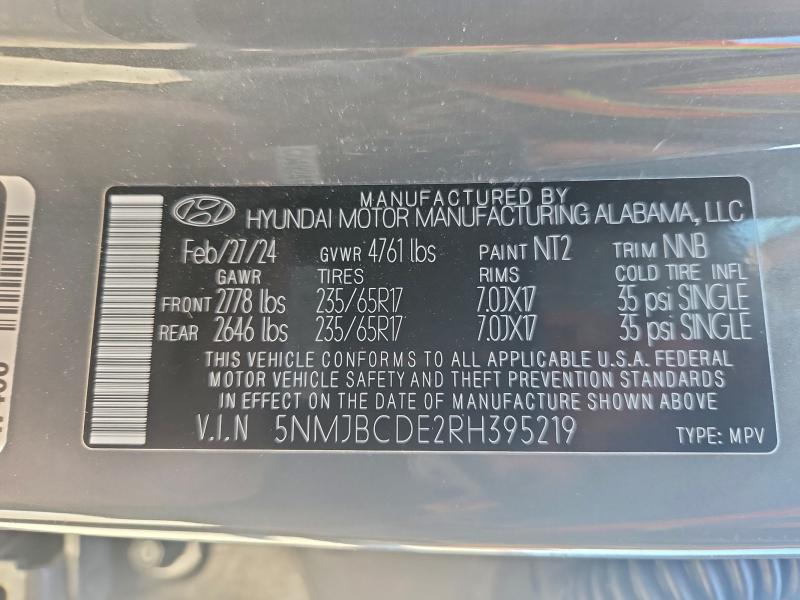 MANUFACTURED BY
HYUNDAI MOTOR MANUFACTURING ALABAMA, LLC
Feb/27/24 GVWR 4761 lbs PAINT NT2 TRIM NNB
GAWR TIRES RIMS COLD TIRE INFL
FRONT 2778 lbs 235/65R17 7.0JX17 35 psi SINGLE
REAR 2646 lbs 235/65R17 7.0JX17 35 psi SINGLE
THIS VEHICLE CONFORMS TO ALL APPLICABLE U.S.A. FEDERAL
MOTOR VEHICLE SAFETY AND THEFT PREVENTION STANDARDS
IN EFFECT ON THE DATE OF MANUFACTURE SHOWN ABOVE
V.I.N 5NMJBCDE2RH395219 TYPE: MPV